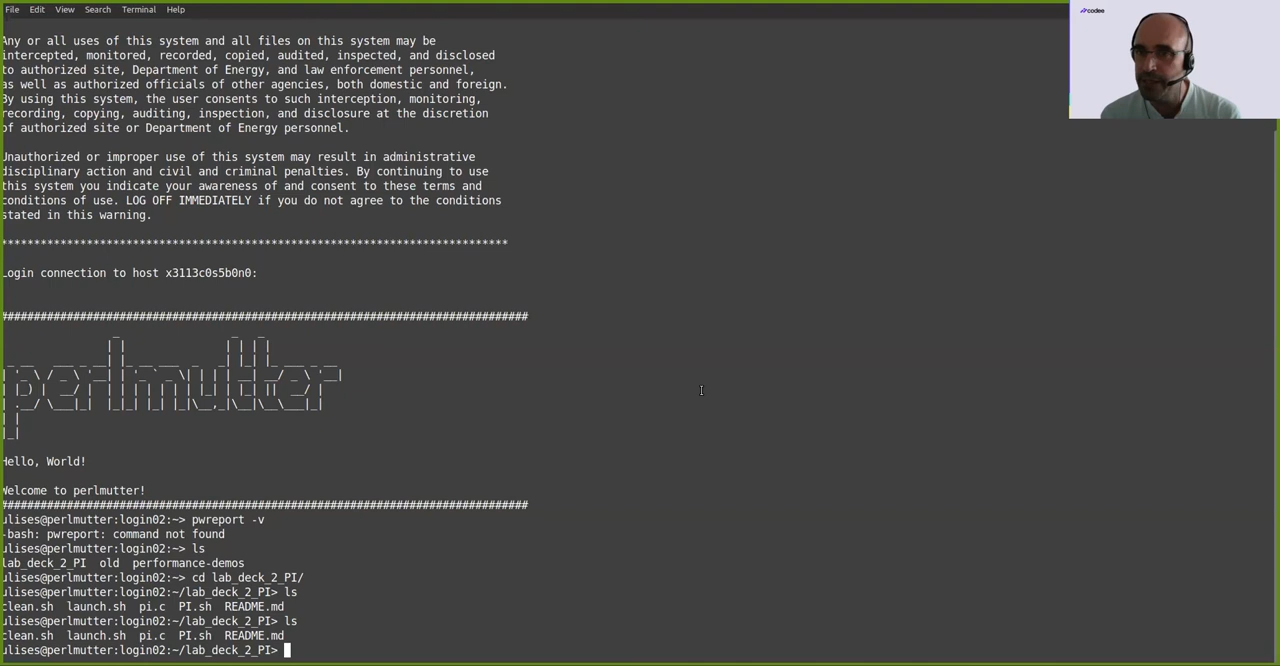 File Edit View Search Terminal Help
codee
Any or all uses of this system and all files on this system may be
intercepted, monitored, recorded, copied, audited, inspected, and disclosed
to authorized site, Department of Energy, and law enforcement personnel,
as well as authorized officials of other agencies, both domestic and foreign.
By using this system, the user consents to such interception, monitoring,
recording, copying, auditing, inspection, and disclosure at the discretion
of authorized site or Department of Energy personnel.
Unauthorized or improper use of this system may result in administrative
disciplinary action and civil and criminal penalties. By continuing to use
this system you indicate your awareness of and consent to these terms and
conditions of use. LOG OFF IMMEDIATELY if you do not agree to the conditions
stated in this warning.
*******************************************************************************
Login connection to host x3113c0s5b0n0:
##################################################################################
perlmutter
Hello, World!
Welcome to perlmutter!
##################################################################################
ulises@perlmutter:login02:~> pwreport -v
-bash: pwreport: command not found
ulises@perlmutter:login02:~> ls
lab_deck_2_PI old performance-demos
ulises@perlmutter:login02:~> cd lab_deck_2_PI/
ulises@perlmutter:login02:~/lab_deck_2_PI> ls
clean.sh launch.sh pi.c PI.sh README.md
ulises@perlmutter:login02:~/lab_deck_2_PI> ls
clean.sh launch.sh pi.c PI.sh README.md
ulises@perlmutter:login02:~/lab_deck_2_PI>